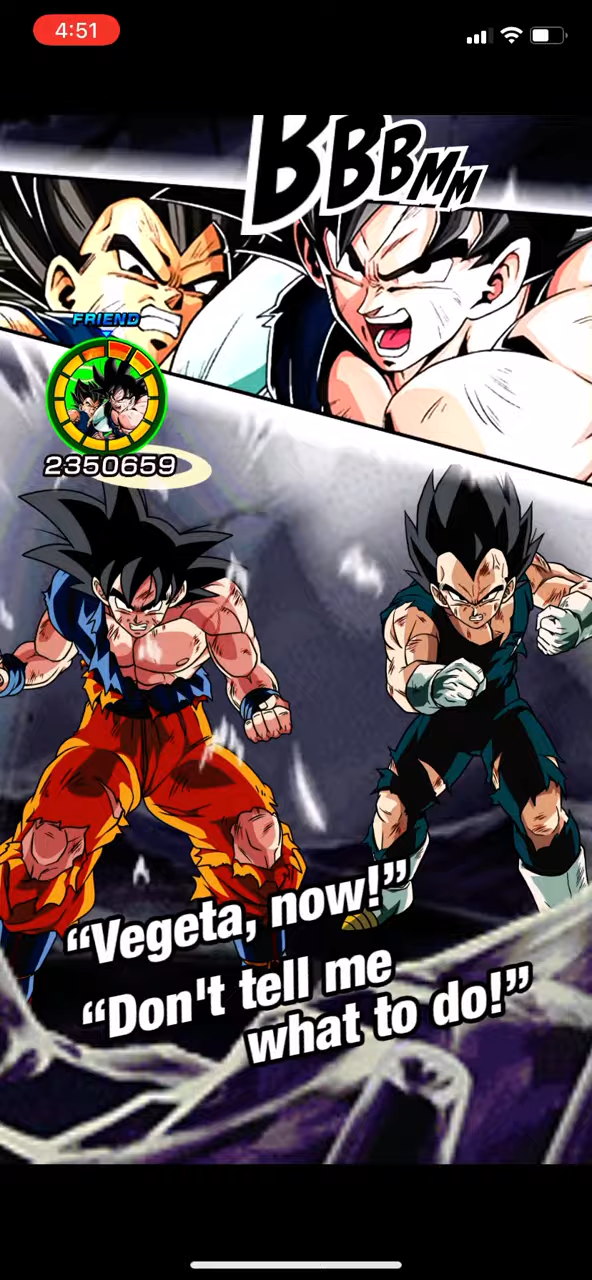 4:51
BBBMM
FRIEND
2350659
“Vegeta, now!”
“Don't tell me
what to do!”